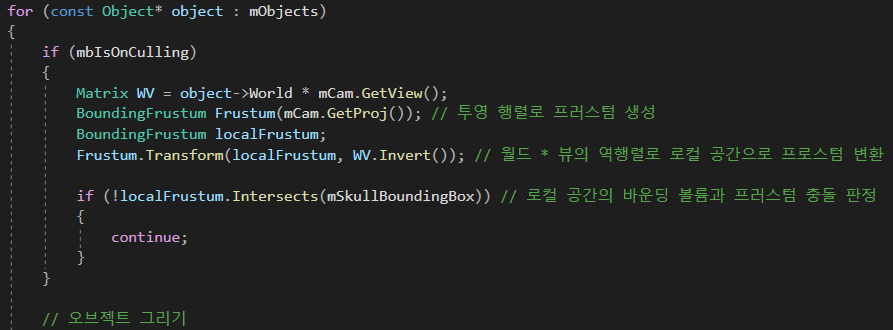 for (const Object* object : mObjects)
{
if (mbIsOnCulling)
{
Matrix WV = object->World * mCam.GetView();
BoundingFrustum Frustum(mCam.GetProj()); // 투영 행렬로 프러스텀 생성
BoundingFrustum localFrustum;
Frustum.Transform(localFrustum, WV.Invert()); // 월드 * 뷰의 역행렬로 로컬 공간으로 프로스텀 변환
if (!localFrustum.Intersects(mSkullBoundingBox)) // 로컬 공간의 바운딩 볼륨과 프러스텀 충돌 판정
{
continue;
}
}
// 오브젝트 그리기